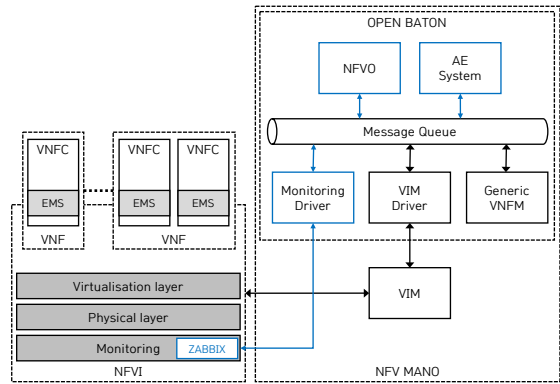 OPEN BATON
NFVO
AE
System
Message Queue
VNFC
VNFC
VNFC
EMS
EMS
EMS
VNF
VNF
Monitoring
Driver
VIM
Driver
Generic
VNFM
Virtualisation layer
VIM
Physical layer
Monitoring
ZABBIX
NFVI
NFV MANO